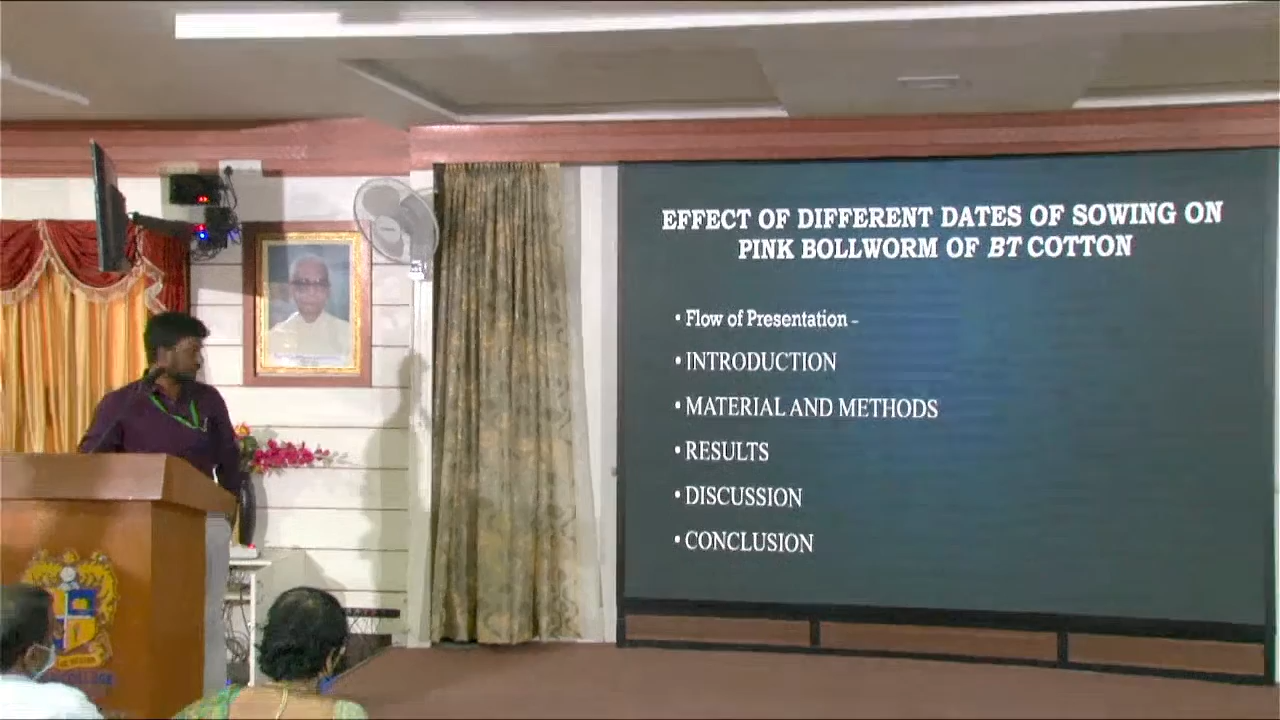 EFFECT OF DIFFERENT DATES OF SOWING ON
PINK BOLLWORM OF BT COTTON
• Flow of Presentation –
• INTRODUCTION
• MATERIAL AND METHODS
• RESULTS
• DISCUSSION
• CONCLUSION